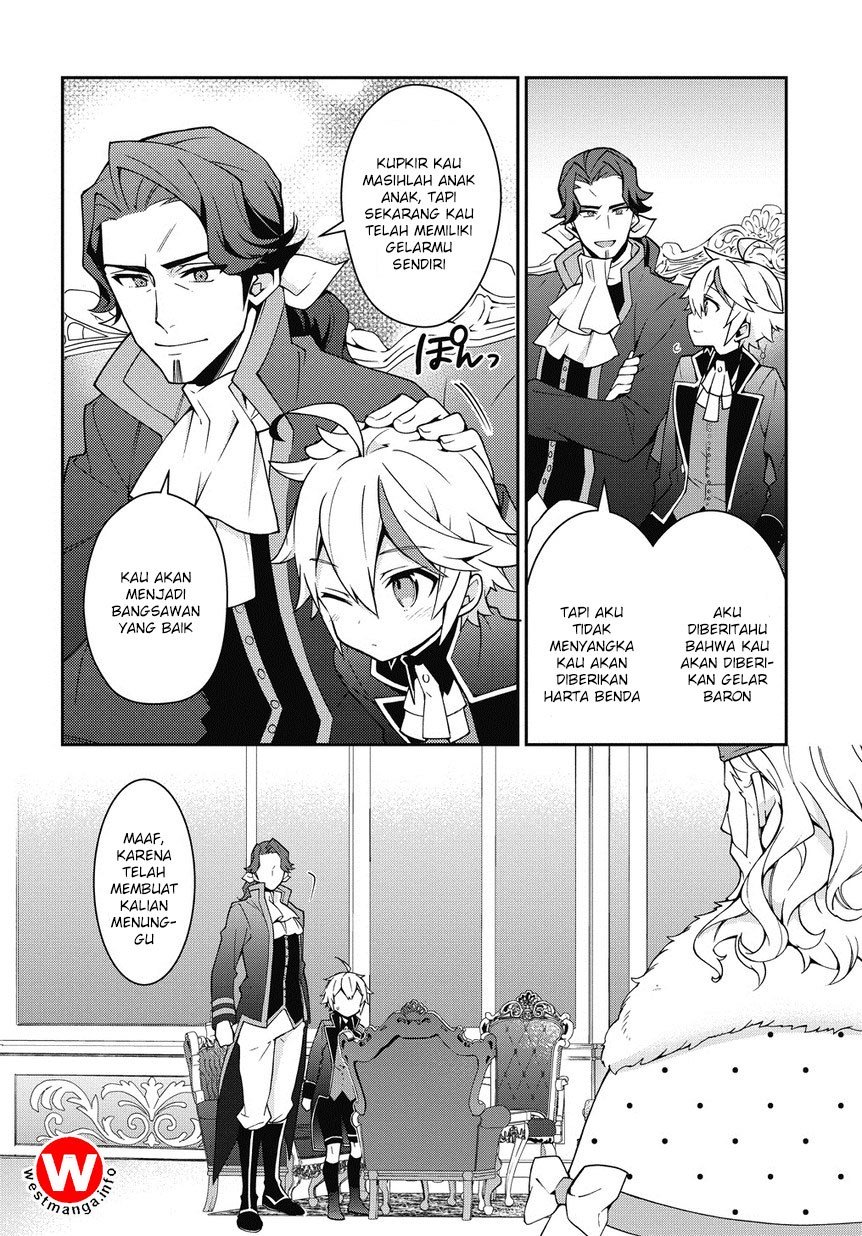 AKU
DIBERITAHU
BAHWA KAU
AKAN DIBERI-
KAN GELAR
BARON
TAPI AKU
TIDAK
MENYANGKA
KAU AKAN
DIBERIKAN
HARTA BENDA
KUPKIR KAU
MASIHLAH ANAK
ANAK, TAPI
SEKARANG KAU
TELAH MEMILIKI
GELARMU
SENDIRI
ぽんっ
KAU AKAN
MENJADI
BANGSAWAN
YANG BAIK
MAAF,
KARENA
TELAH
MEMBUAT
KALIAN
MENUNG-
GU
W
westmanga.info